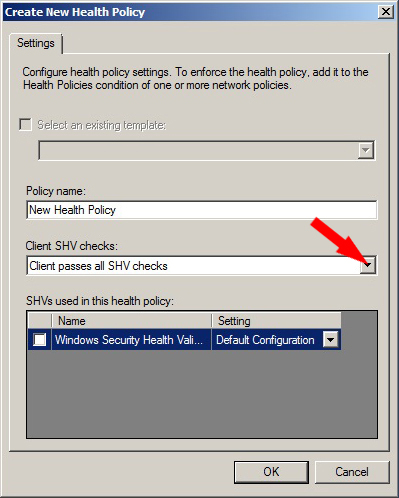 Create New Health Policy
Settings
Configure health policy settings. To enforce the health policy, add it to the
Health Policies condition of one or more network policies.
Select an existing template:
Policy name:
New Health Policy
Client SHV checks:
Client passes all SHV checks
SHVs used in this health policy:
Name Setting
Windows Security Health Vali... Default Configuration
OK Cancel